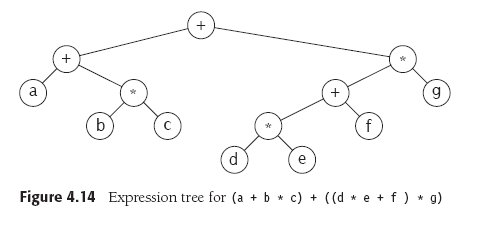 +
+ *
a * + g
b c * f
d e
Figure 4.14 Expression tree for (a + b * c) + ((d * e + f ) * g)